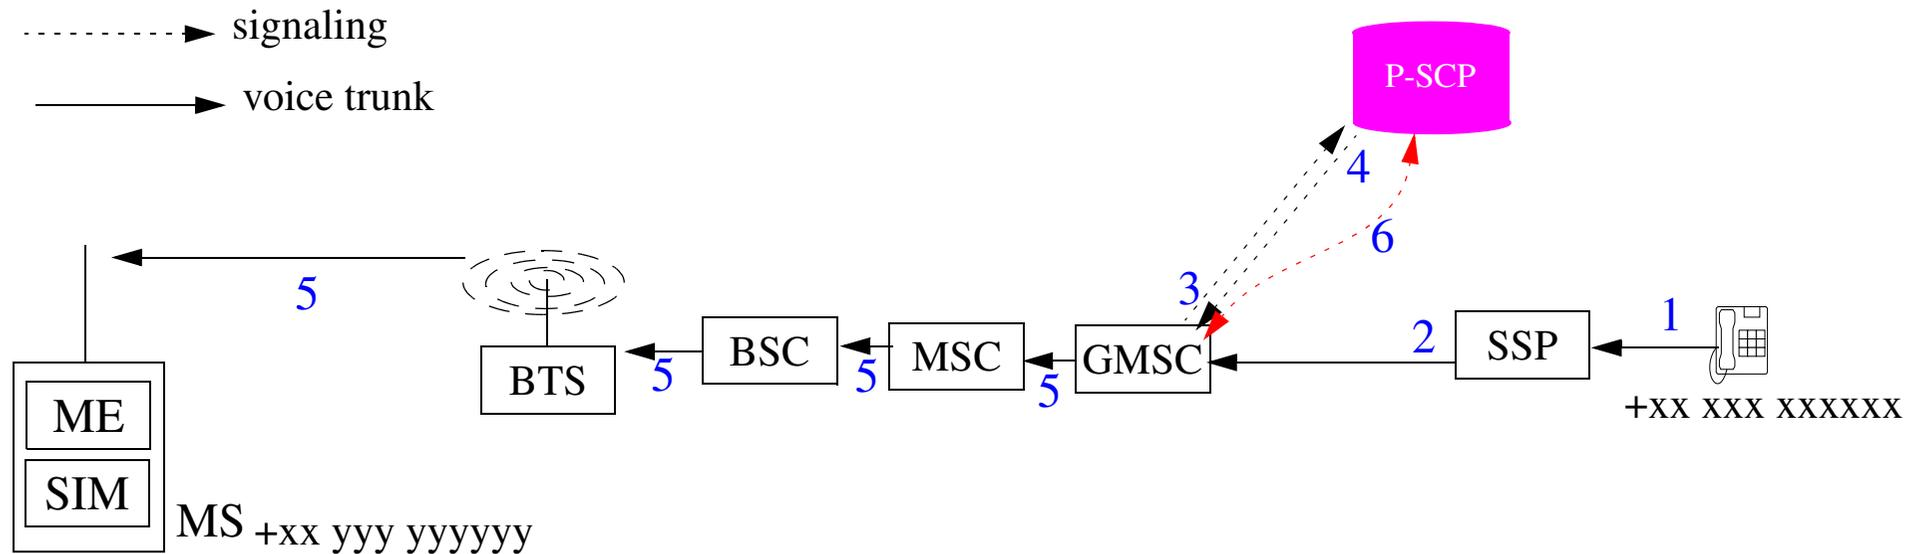 signaling
voice trunk
P-SCP
4
6
3
5
1
2
SSP
BSC
MSC
GMSC
BTS
5
5
5
+xx xxx xxxxxx
ME
SIM
MS +xx yyy yyyyyy